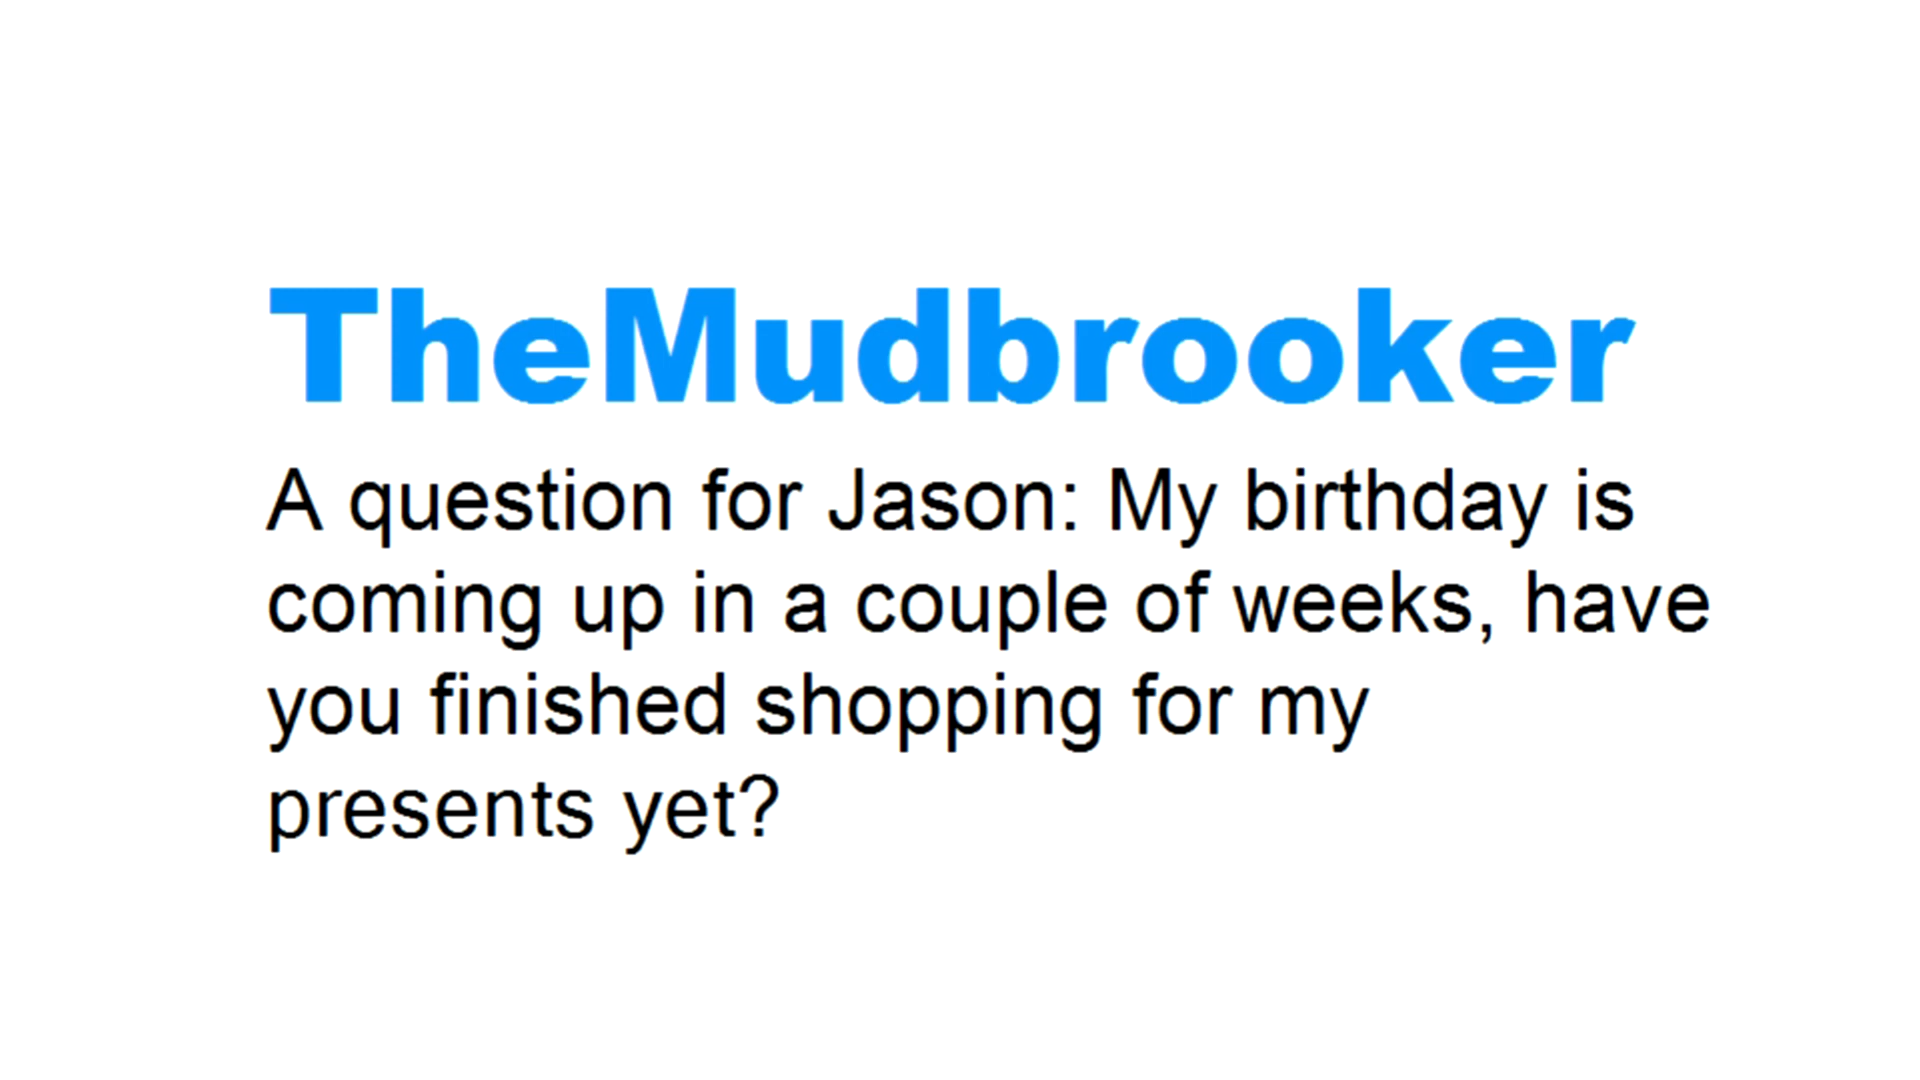 TheMudbrooker
A question for Jason: My birthday is
coming up in a couple of weeks, have
you finished shopping for my
presents yet?